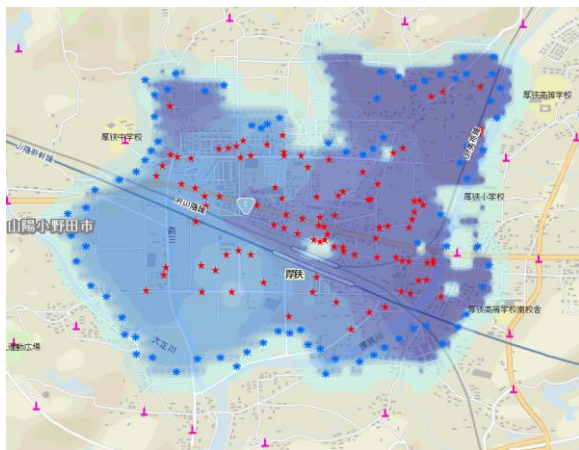 厚狭高等学校
厚狭中学校
山陽新幹線
JR山陽線
厚狭小学校
山陽小野田市
厚狭
厚狭高等学校南校舎
運動広場
大正川
厚狭川